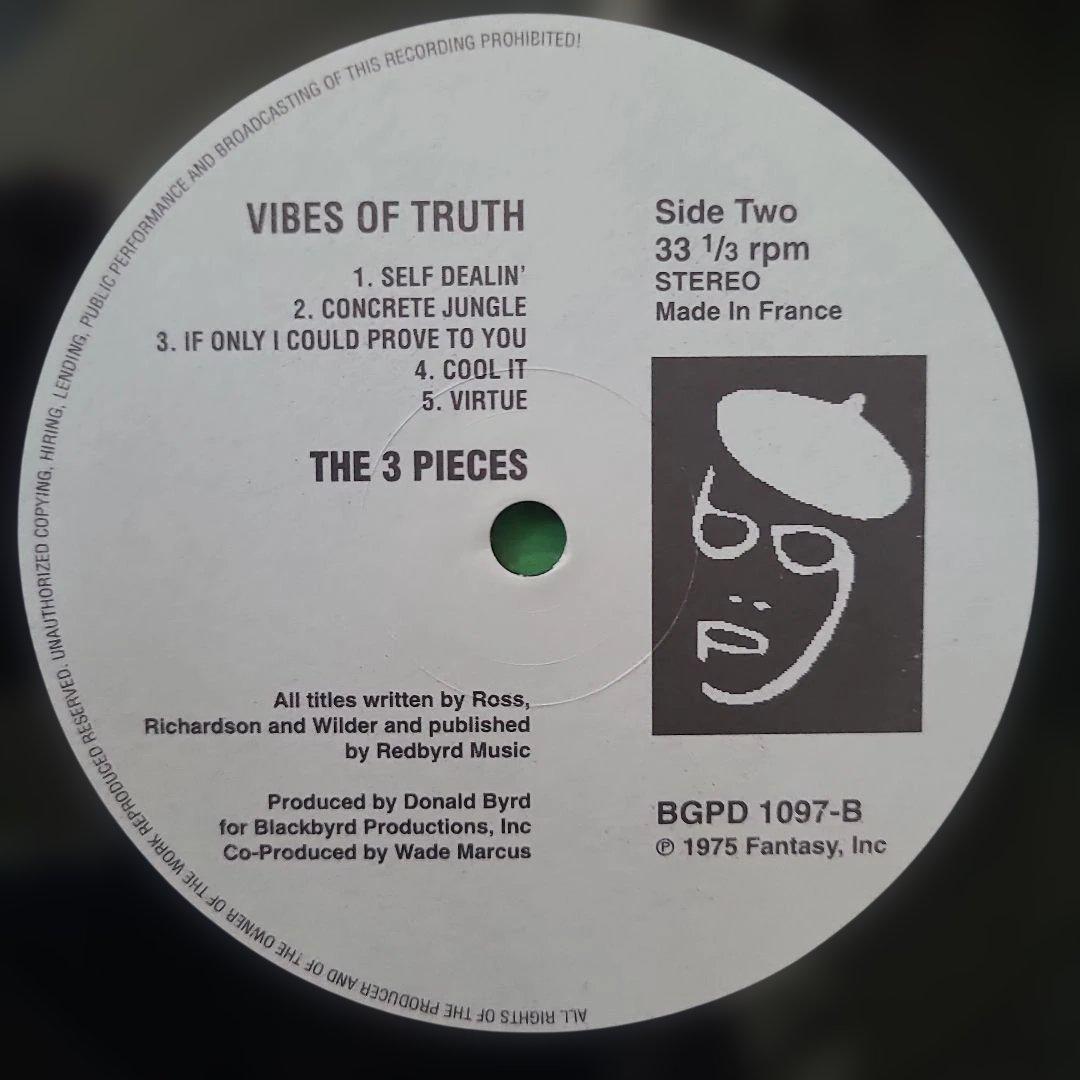 ALL RIGHTS OF THE PRODUCER AND OF THE OWNER OF THE WORK REPRODUCED RESERVED. UNAUTHORIZED COPYING, HIRING, LENDING, PUBLIC PERFORMANCE AND BROADCASTING OF THIS RECORDING PROHIBITED!
VIBES OF TRUTH
1. SELF DEALIN'
2. CONCRETE JUNGLE
3. IF ONLY I COULD PROVE TO YOU
4. COOL IT
5. VIRTUE
THE 3 PIECES
All titles written by Ross,
Richardson and Wilder and published
by Redbyrd Music
Produced by Donald Byrd
for Blackbyrd Productions, Inc
Co-Produced by Wade Marcus
Side Two
33 1/3 rpm
STEREO
Made In France
BGPD 1097-B
℗ 1975 Fantasy, Inc